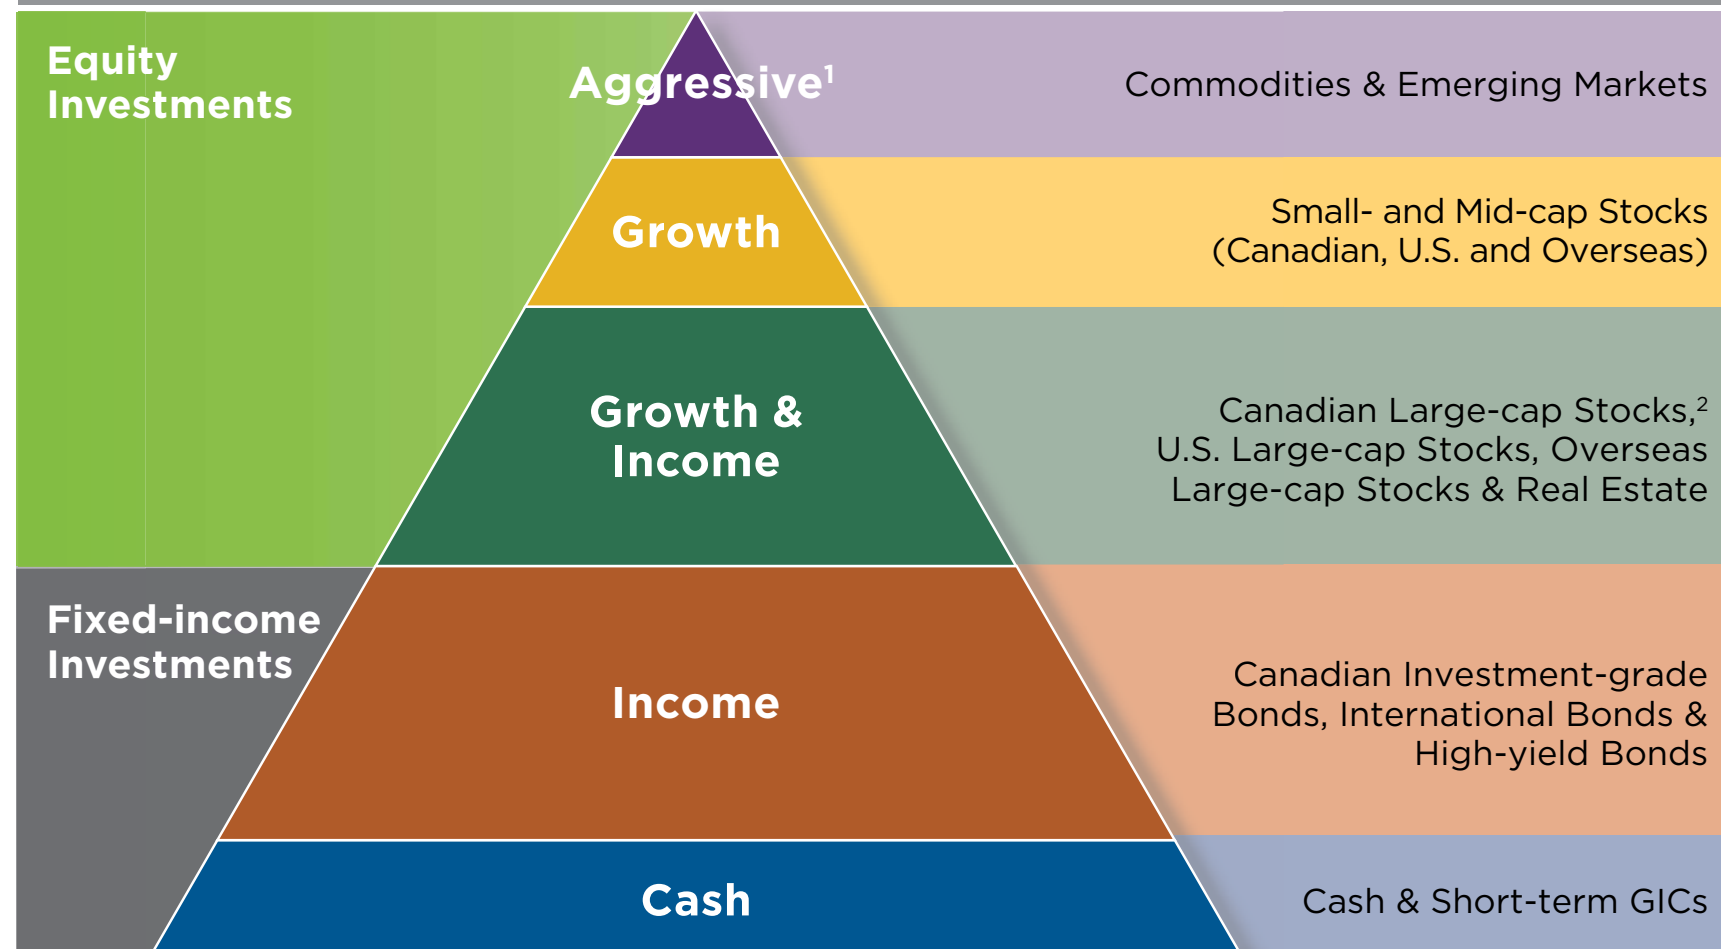 Equity
Investments
Aggressive¹
Commodities & Emerging Markets
Growth
Small- and Mid-cap Stocks
(Canadian, U.S. and Overseas)
Growth &
Income
Canadian Large-cap Stocks,²
U.S. Large-cap Stocks, Overseas
Large-cap Stocks & Real Estate
Fixed-income
Investments
Income
Canadian Investment-grade
Bonds, International Bonds &
High-yield Bonds
Cash
Cash & Short-term GICs